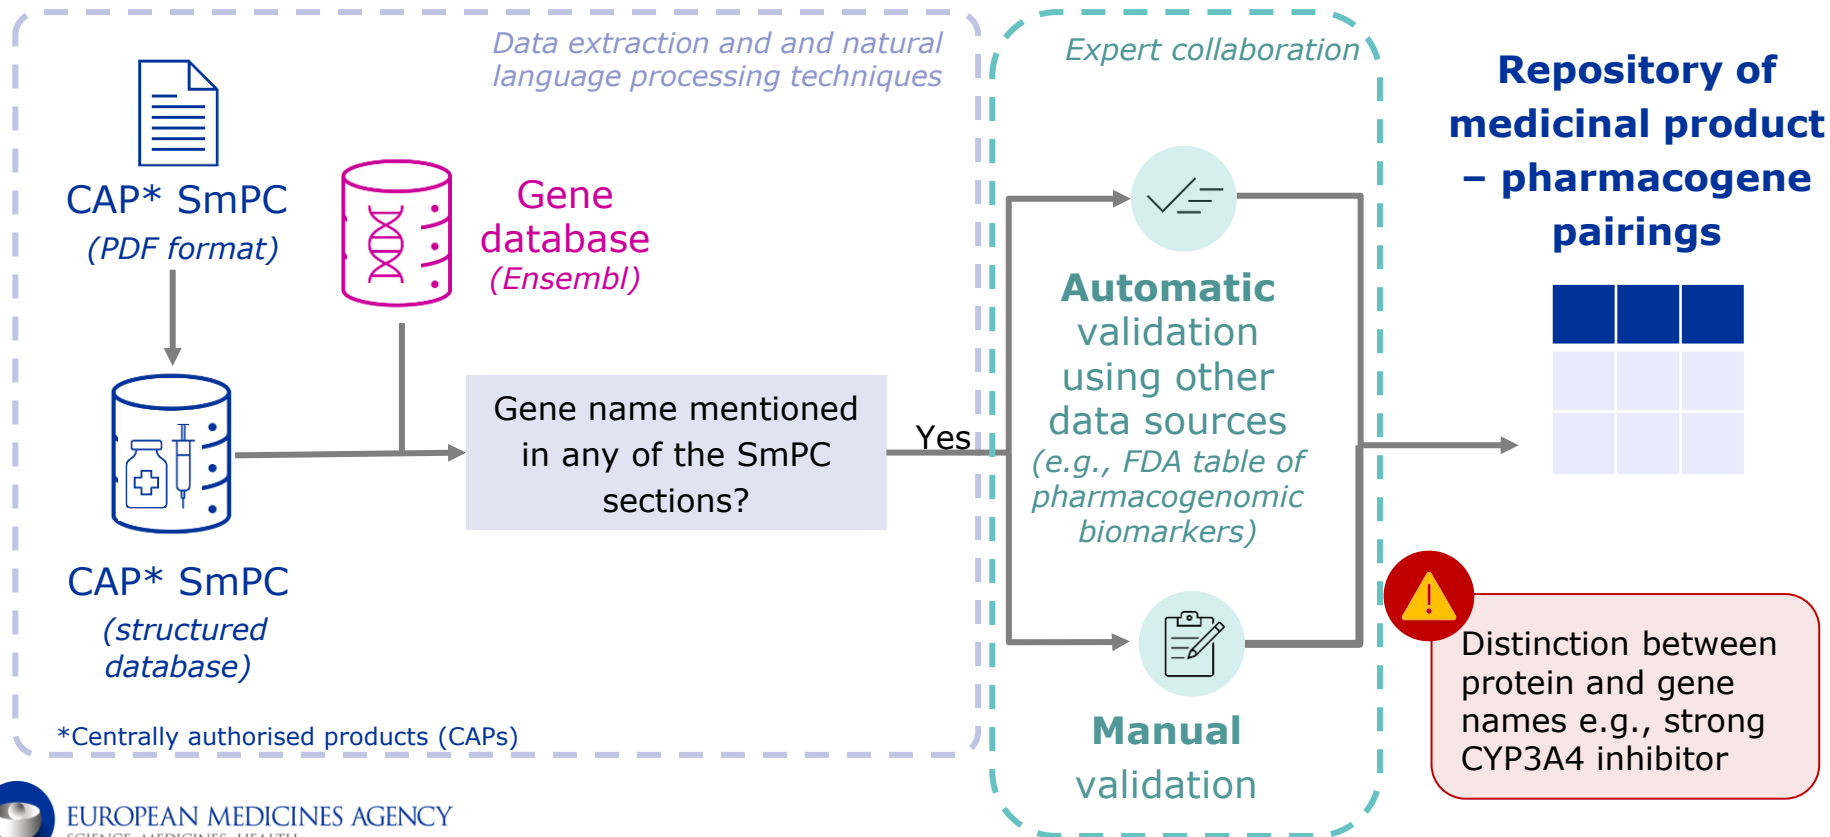 Data extraction and and natural
language processing techniques
CAP* SmPC
(PDF format)
Gene
database
(Ensembl)
CAP* SmPC
(structured
database)
Gene name mentioned
in any of the SmPC
sections?
Yes
*Centrally authorised products (CAPs)
Expert collaboration
Automatic
validation
using other
data sources
(e.g., FDA table of
pharmacogenomic
biomarkers)
Manual
validation
Repository of
medicinal product
– pharmacogene
pairings
Distinction between
protein and gene
names e.g., strong
CYP3A4 inhibitor
EUROPEAN MEDICINES AGENCY
SCIENCE MEDICINES HEALTH